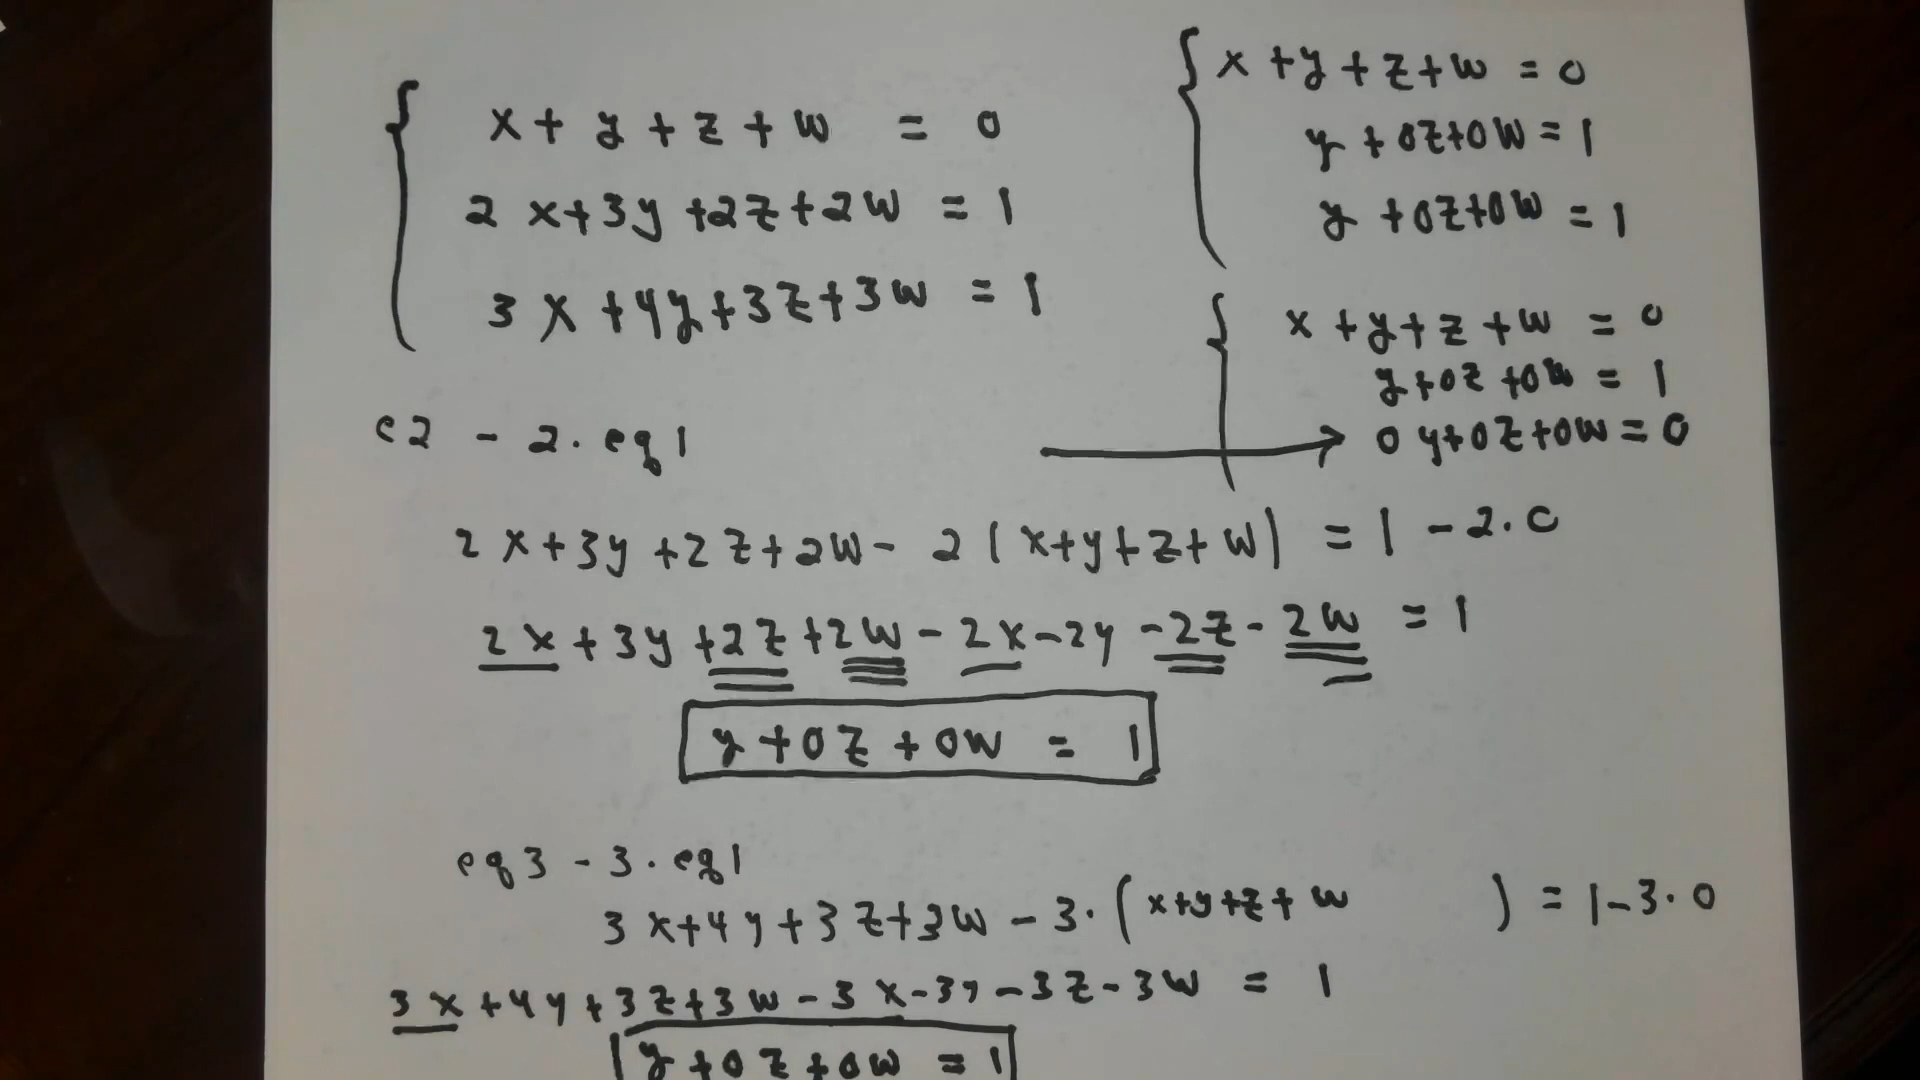 x + y + z + w = 0
2x+3y+2z+2w = 1
3x+4y+3z+3w = 1
x+y+z+w = 0
y+0z+0w = 1
y+0z+0w = 1
x+y+z+w = 0
y+0z+0w = 1
0y+0z+0w = 0
e2 - 2. eq1
2x+3y+2z+2w- 2(x+y+z+w) = 1-2.0
2x+3y+2z+2w-2x-2y-2z-2w = 1
y+0z+0w = 1
eq3 - 3. eq1
3x+4y+3z+3w-3.(x+y+z+w ) = 1-3.0
3x+4y+3z+3w-3x-3y-3z-3w = 1
y+0z+0w = 1